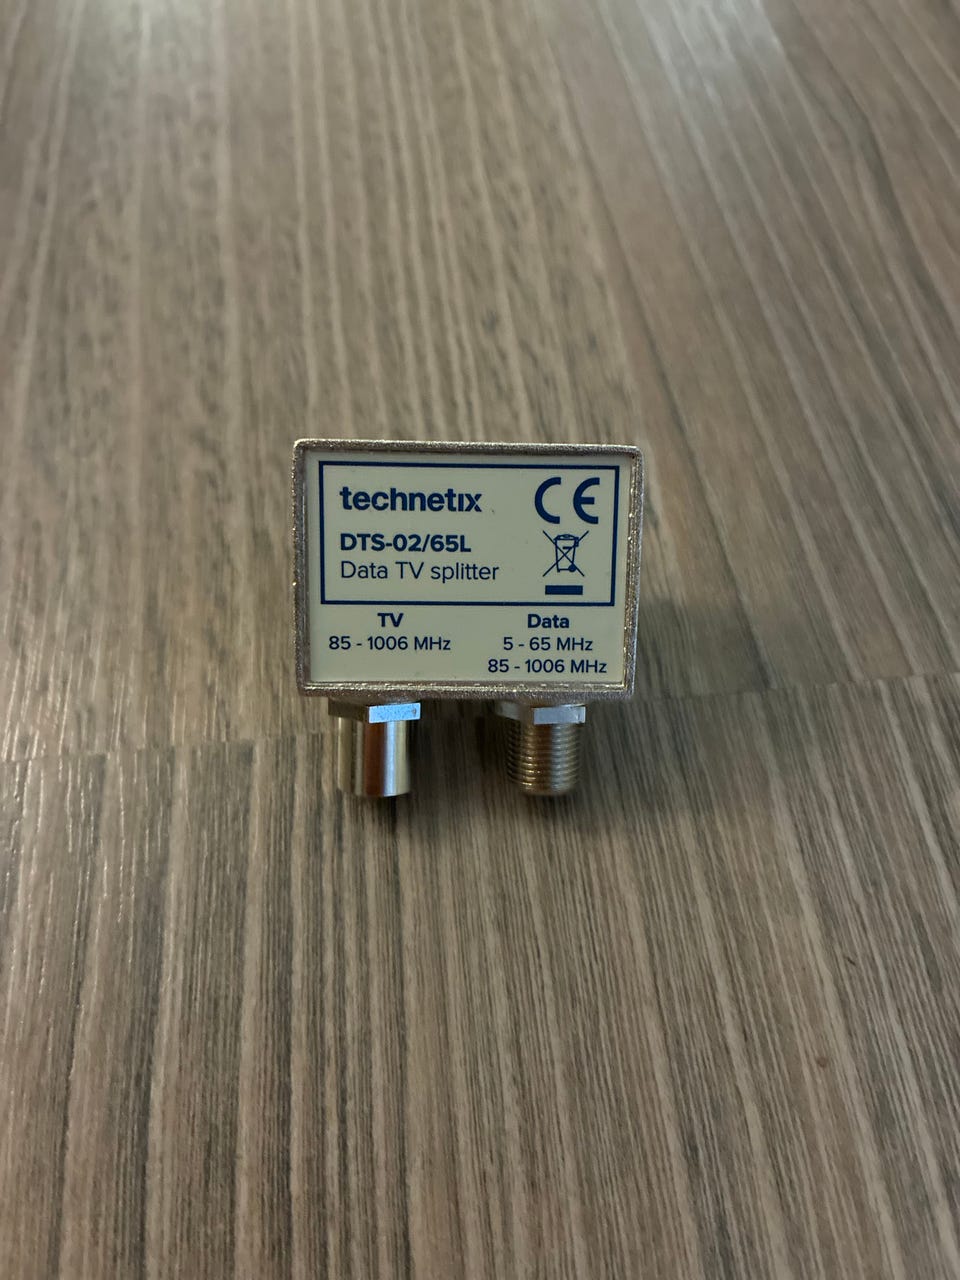 technetix
CE
DTS-02/65L
Data TV splitter
TV
85 - 1006 MHz
Data
5 - 65 MHz
85 - 1006 MHz